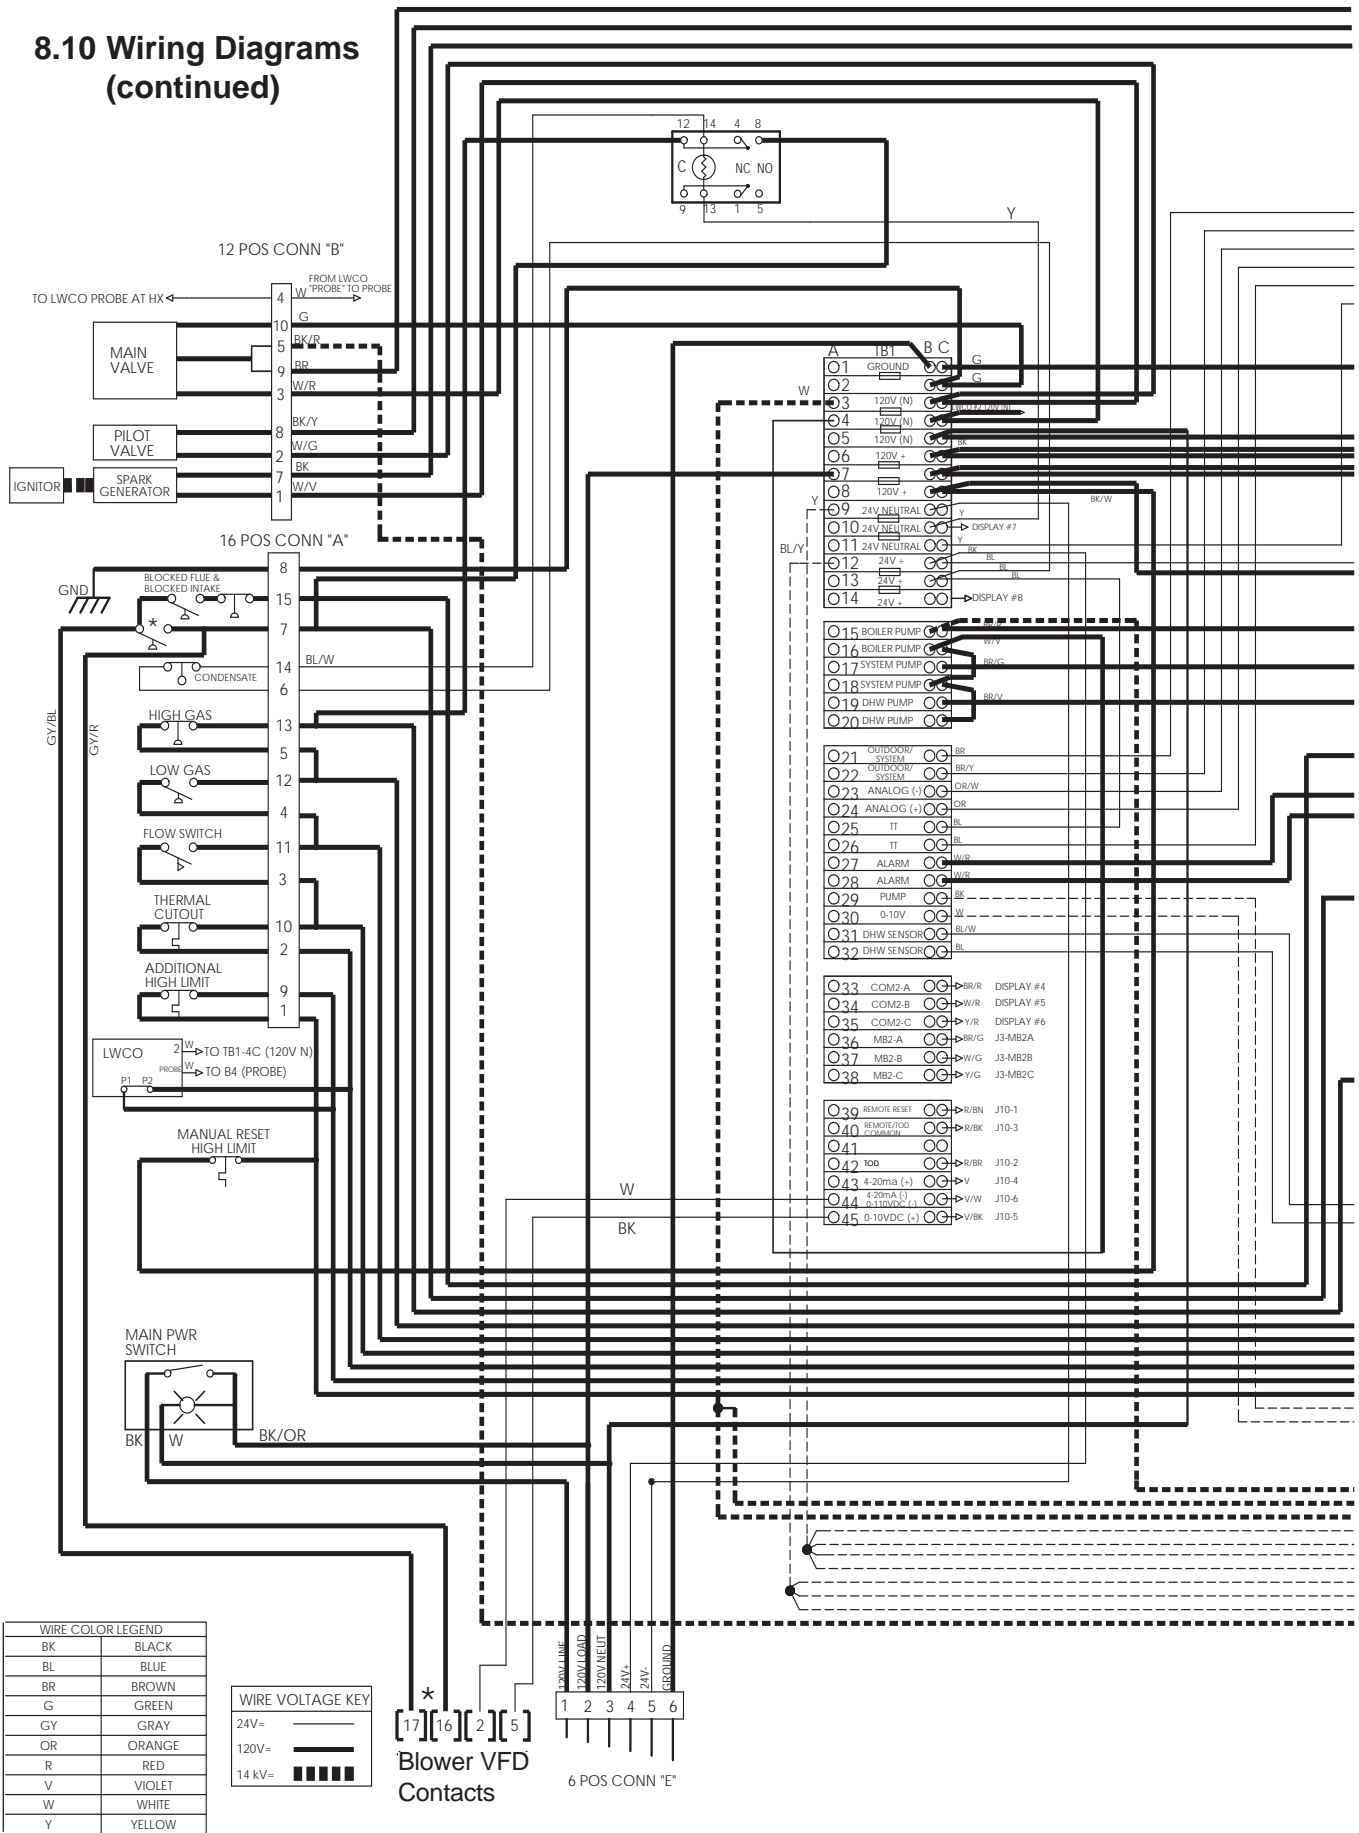 8.10 Wiring Diagrams
(continued)
12 14 4 8
C NC NO
9 13 1 5
Y
12 POS CONN "B"
TO LWCO PROBE AT HX
4 W
FROM LWCO
"PROBE" TO PROBE
10 G
5 BK/R
9 BR
3 W/R
8 BK/Y
2 W/G
7 BK
1 W/V
MAIN
VALVE
PILOT
VALVE
IGNITOR
SPARK
GENERATOR
16 POS CONN "A"
GND
BLOCKED FLUE &
BLOCKED INTAKE
*
8
15
7
14 BL/W
6
13
5
12
4
11
3
10
2
9
1
CONDENSATE
HIGH GAS
LOW GAS
FLOW SWITCH
THERMAL
CUTOUT
ADDITIONAL
HIGH LIMIT
GY/BL
GY/R
LWCO
2 W TO TB1-4C (120V N)
PROBE W TO B4 (PROBE)
P1 P2
MANUAL RESET
HIGH LIMIT
W
BK
MAIN PWR
SWITCH
BK W BK/OR
A TB1 B C
1 GROUND G
2 G
W
3 120V (N)
LWCO #2 120V (N)
4 120V (N)
5 120V (N)
BK
6 120V +
7
8 120V +
BK/W
Y
9 24V NEUTRAL
Y
10 24V NEUTRAL DISPLAY #7
Y
11 24V NEUTRAL
BL/Y
BK
12 24V +
BL
BL
13 24V +
BL
14 24V + DISPLAY #8
15 BOILER PUMP BR/R
16 BOILER PUMP W/V
17 SYSTEM PUMP BR/G
18 SYSTEM PUMP
19 DHW PUMP BR/V
20 DHW PUMP
21 OUTDOOR/
SYSTEM BR
22 OUTDOOR/
SYSTEM BR/Y
23 ANALOG (-) OR/W
24 ANALOG (+) OR
25 TT BL
26 TT BL
27 ALARM W/R
28 ALARM W/R
29 PUMP BK
30 0-10V W
31 DHW SENSOR BL/W
32 DHW SENSOR BL
33 COM2-A BR/R DISPLAY #4
34 COM2-B W/R DISPLAY #5
35 COM2-C Y/R DISPLAY #6
36 MB2-A BR/G J3-MB2A
37 MB2-B W/G J3-MB2B
38 MB2-C Y/G J3-MB2C
39 REMOTE RESET R/BN J10-1
40 REMOTE/TOD
COMMON R/BK J10-3
41
42 TOD R/BR J10-2
43 4-20ma (+) V J10-4
44 4-20mA (-)
0-110VDC (-) V/W J10-6
45 0-10VDC (+) V/BK J10-5
WIRE COLOR LEGEND
BK BLACK
BL BLUE
BR BROWN
G GREEN
GY GRAY
OR ORANGE
R RED
V VIOLET
W WHITE
Y YELLOW
WIRE VOLTAGE KEY
24V=
120V=
14 kV=
*
17 16 2 5
Blower VFD
Contacts
120V LINE
120V LOAD
120V NEUT
24V+
24V-
GROUND
1 2 3 4 5 6
6 POS CONN "E"